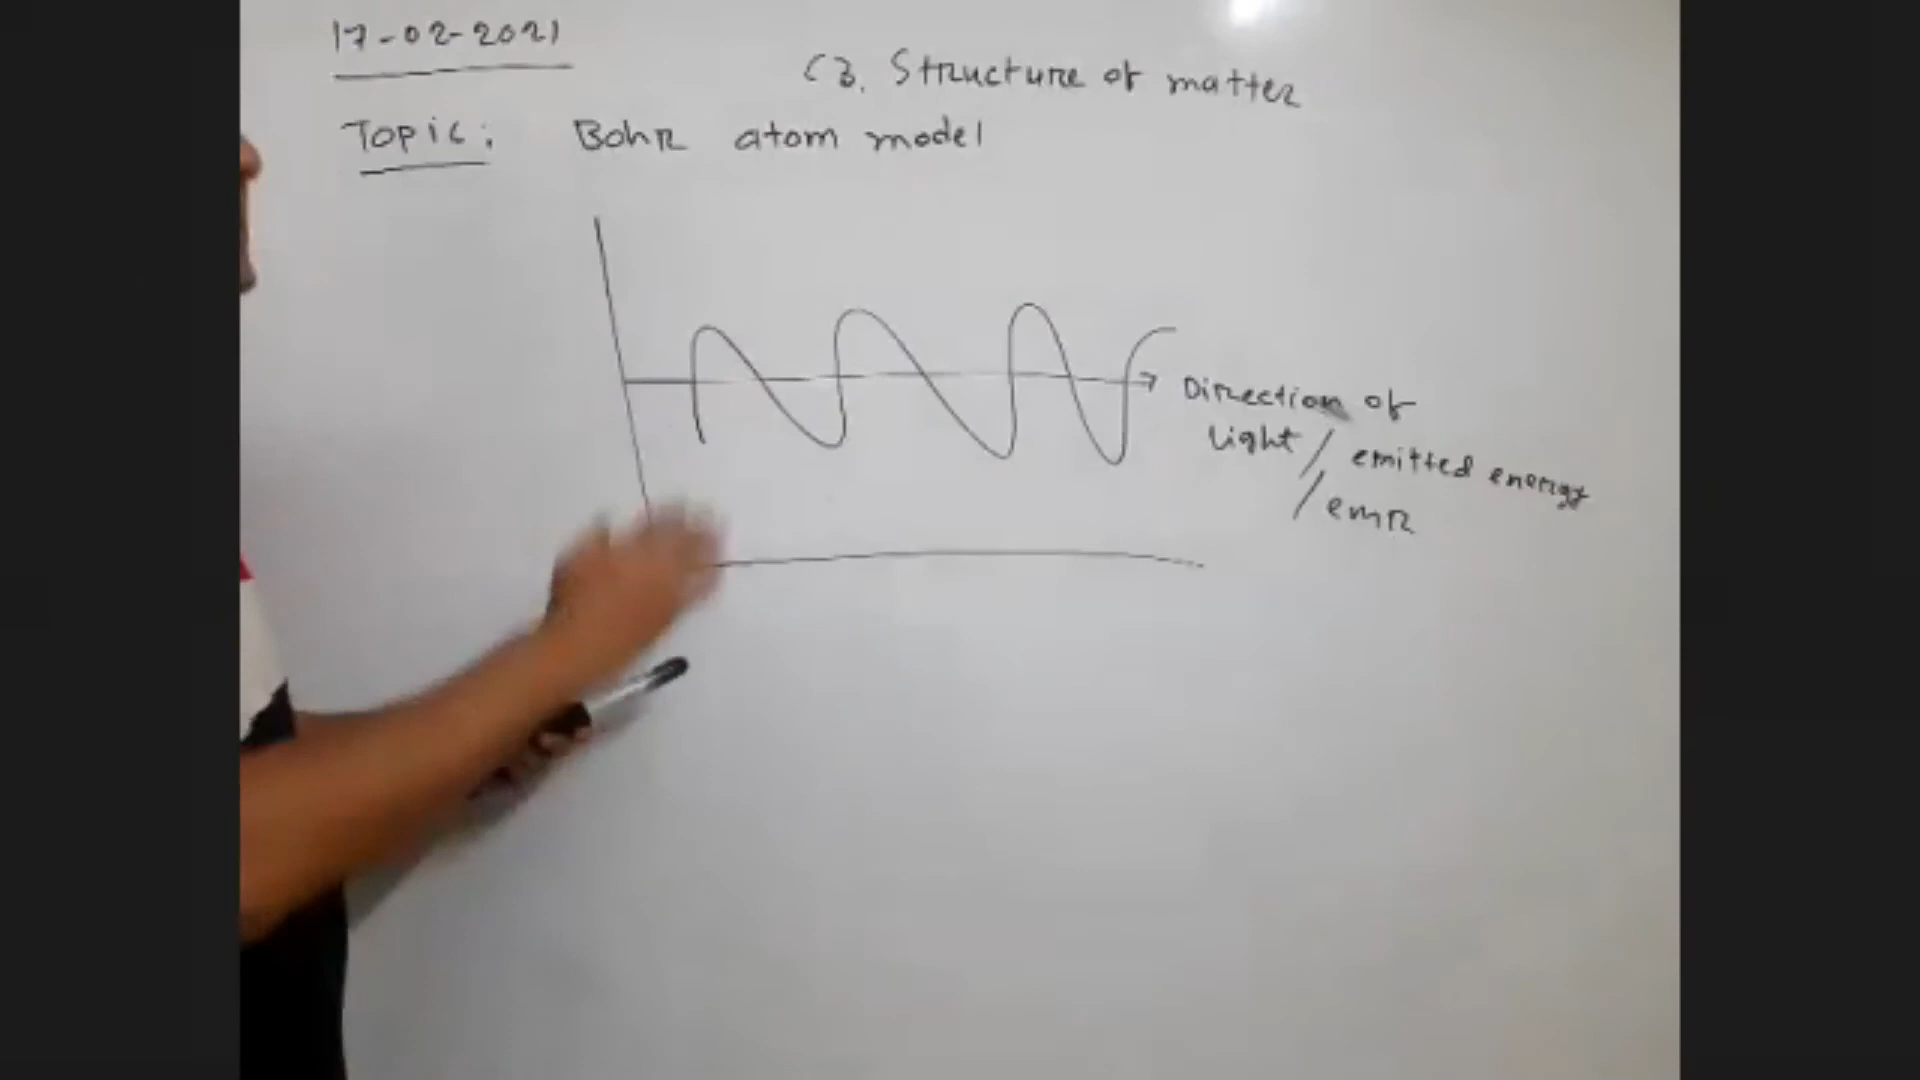 17-02-2021
C3. Structure of matter
Topic: Bohr atom model
Direction of
light / emitted energy
/ emr